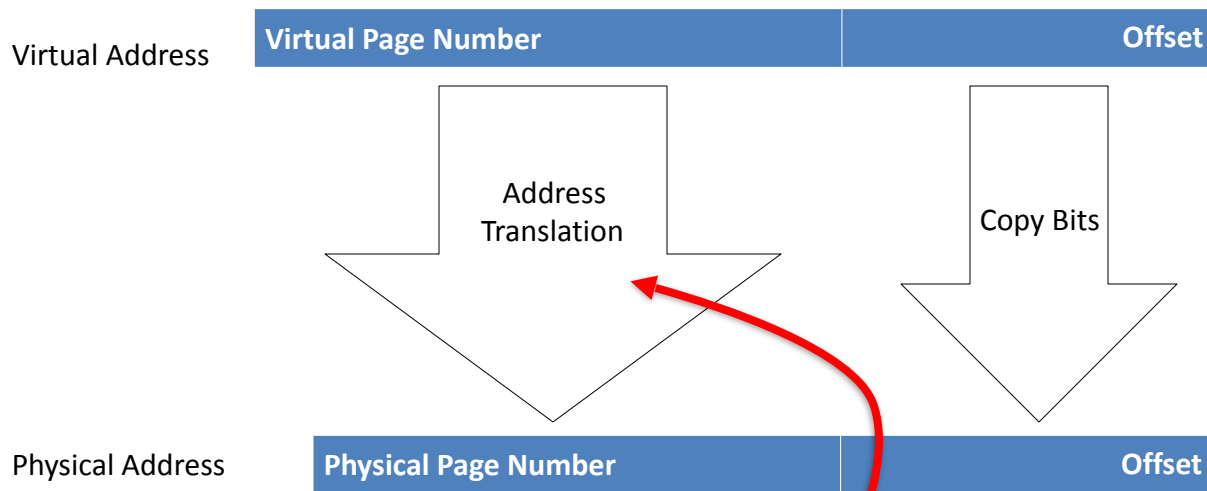 Virtual Address
Virtual Page Number
Offset
Address
Translation
Copy Bits
Physical Address
Physical Page Number
Offset